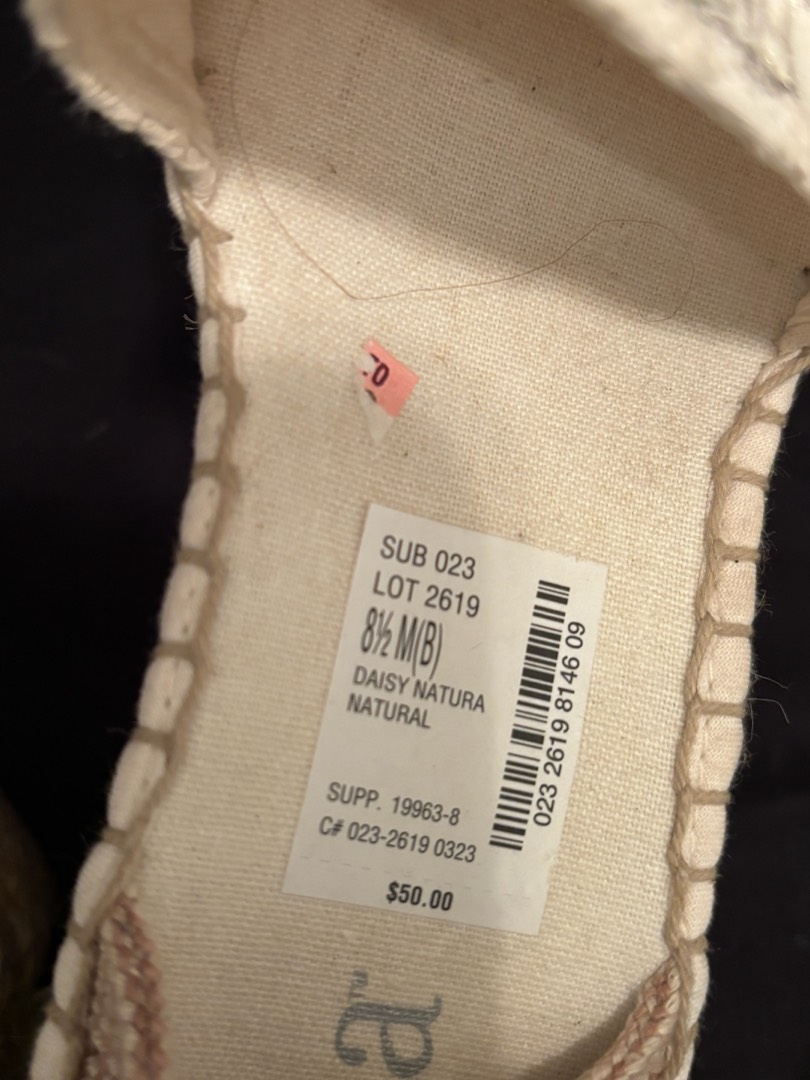 SUB 023
LOT 2619
8½ M(B)
DAISY NATURA
NATURAL
SUPP. 19963-8
C# 023-2619 0323
$50.00
023 2619 8146 09
ar